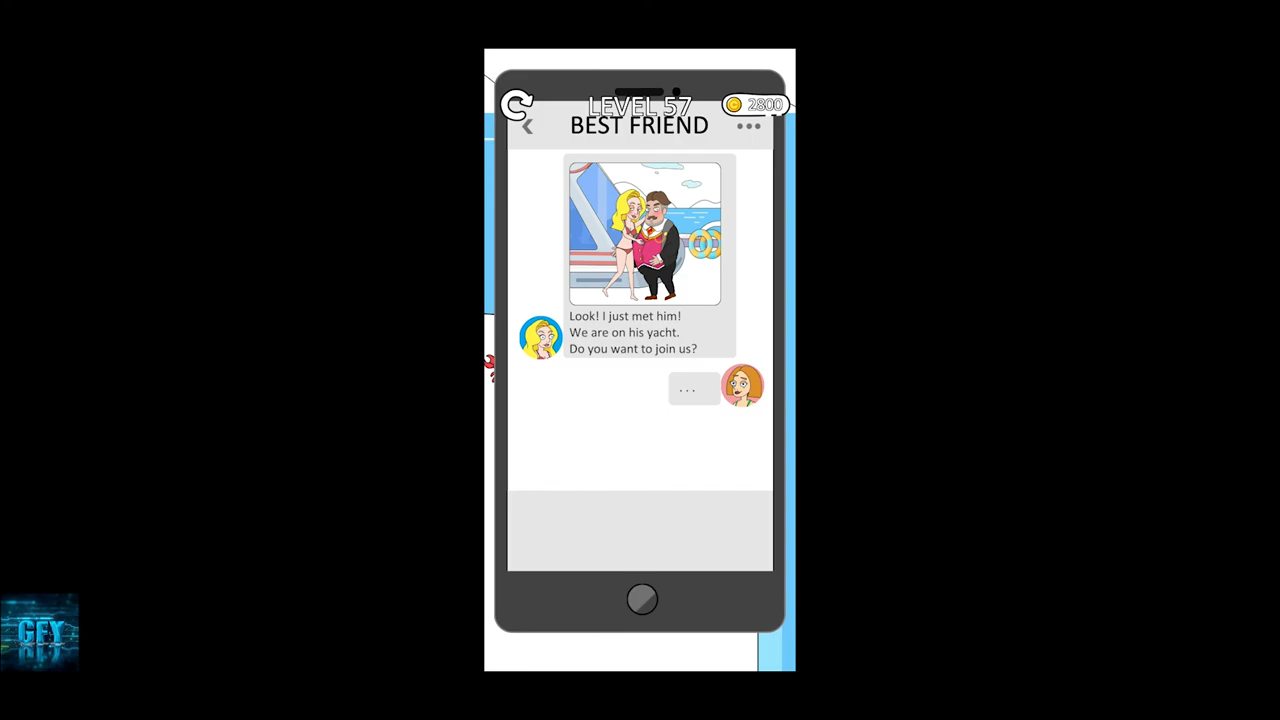 LEVEL 57
2800
BEST FRIEND
Look! I just met him!
We are on his yacht.
Do you want to join us?
...
GFX